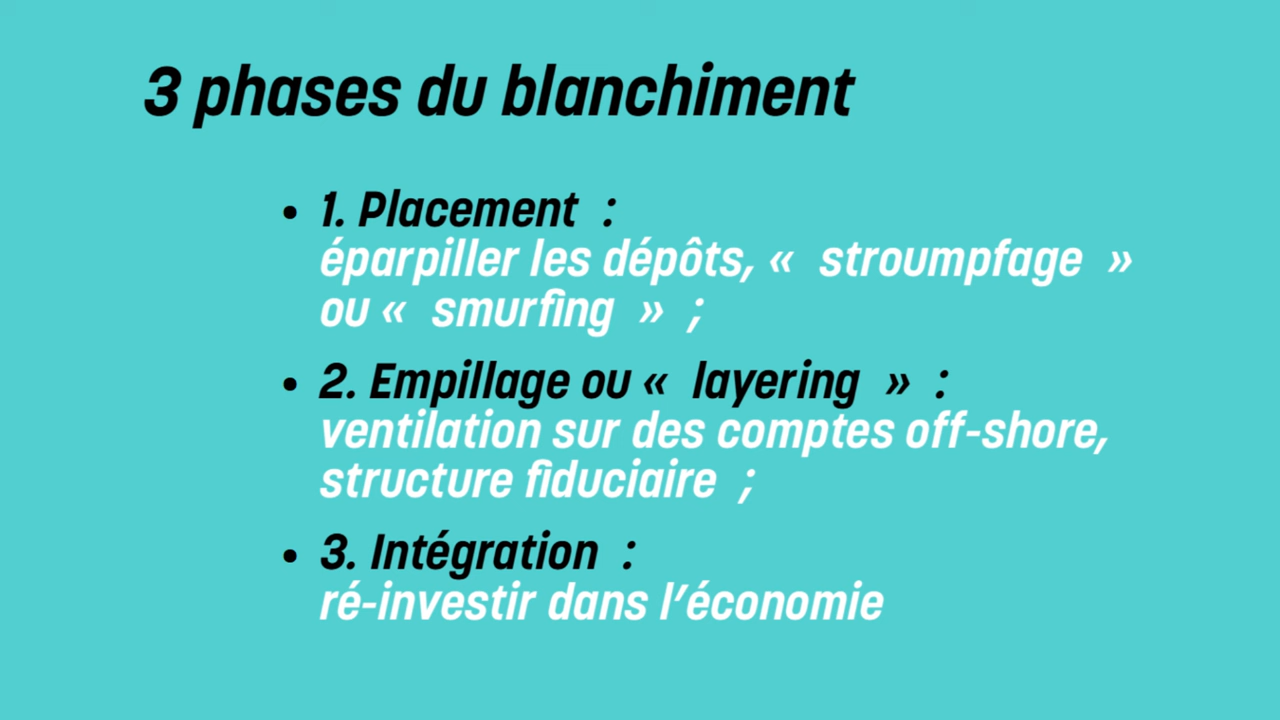 3 phases du blanchiment
• 1. Placement :
éparpiller les dépôts, « stroumpfage »
ou « smurfing » ;
• 2. Empillage ou « layering » :
ventilation sur des comptes off-shore,
structure fiduciaire ;
• 3. Intégration :
ré-investir dans l’économie